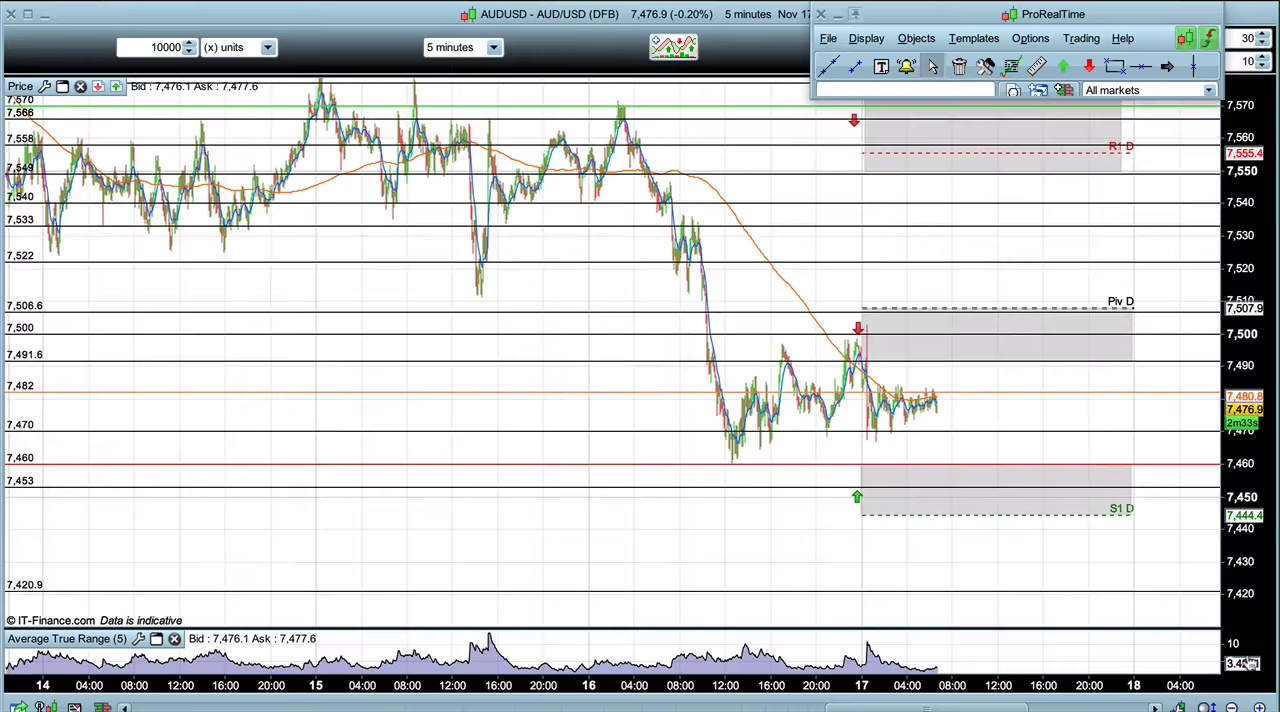 AUDUSD - AUD/USD (DFB) 7,476.9 (-0.20%) 5 minutes Nov 17
ProRealTime
10000 (x) units 5 minutes
File Display Objects Templates Options Trading Help
30
10
All markets
Price Bid : 7,476.1 Ask : 7,477.6
7,570
7,566
7,558
7,549
7,540
7,533
7,522
7,506.6
7,500
7,491.6
7,482
7,470
7,460
7,453
7,420.9
R1 D
Piv D
S1 D
7,570
7,560
7,555.4
7,550
7,540
7,530
7,520
7,510
7,507.9
7,500
7,490
7,480.8
7,476.9
2m33s
7,470
7,460
7,450
7,444.4
7,440
7,430
7,420
© IT-Finance.com Data is indicative
Average True Range (5) Bid : 7,476.1 Ask : 7,477.6
10
14 04:00 08:00 12:00 16:00 20:00 15 04:00 08:00 12:00 16:00 20:00 16 04:00 08:00 12:00 16:00 20:00 17 04:00 08:00 12:00 16:00 20:00 18 04:00